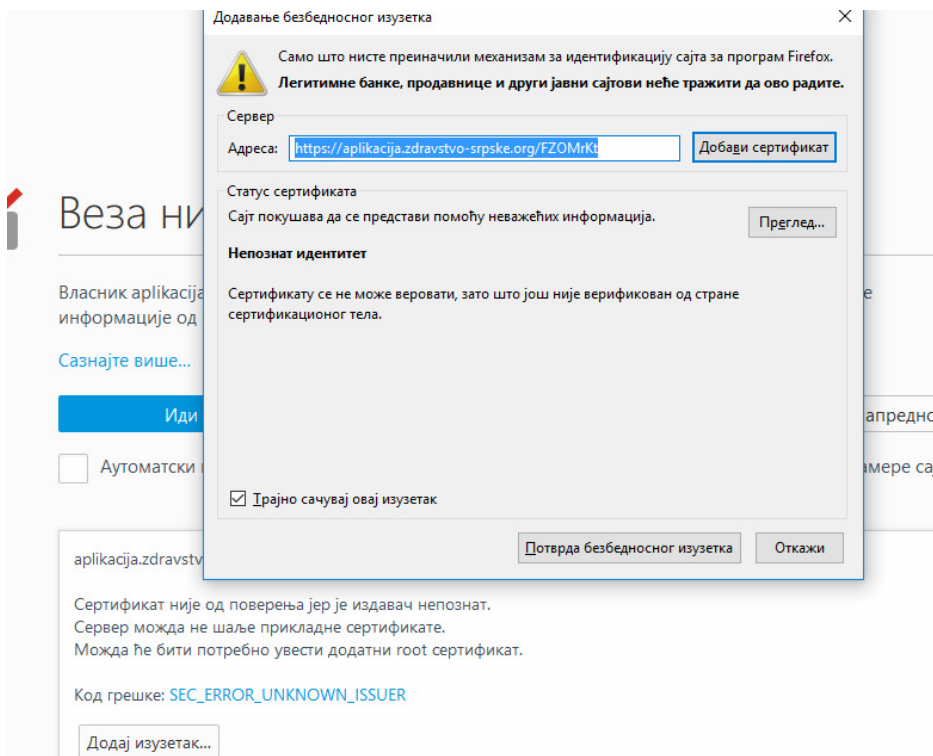 Додавање безбедносног изузетка
Само што нисте преиначили механизам за идентификацију сајта за програм Firefox.
Легитимне банке, продавнице и други јавни сајтови неће тражити да ово радите.
Сервер
Адреса: https://aplikacija.zdravstvo-srpske.org/FZOMrKt Добави сертификат
Статус сертификата
Сајт покушава да се представи помоћу неважећих информација. Преглед...
Непознат идентитет
Сертификату се не може веровати, зато што још није верификован од стране
сертификационог тела.
Трајно сачувај овај изузетак
Потврда безбедносног изузетка Откажи
Веза ни
Власник aplikacija
информације од
Сазнајте више...
Иди
Аутоматски
aplikacija.zdravstv
Сертификат није од поверења јер је издавач непознат.
Сервер можда не шаље прикладне сертификате.
Можда ће бити потребно увести додатни root сертификат.
Код грешке: SEC_ERROR_UNKNOWN_ISSUER
Додај изузетак...